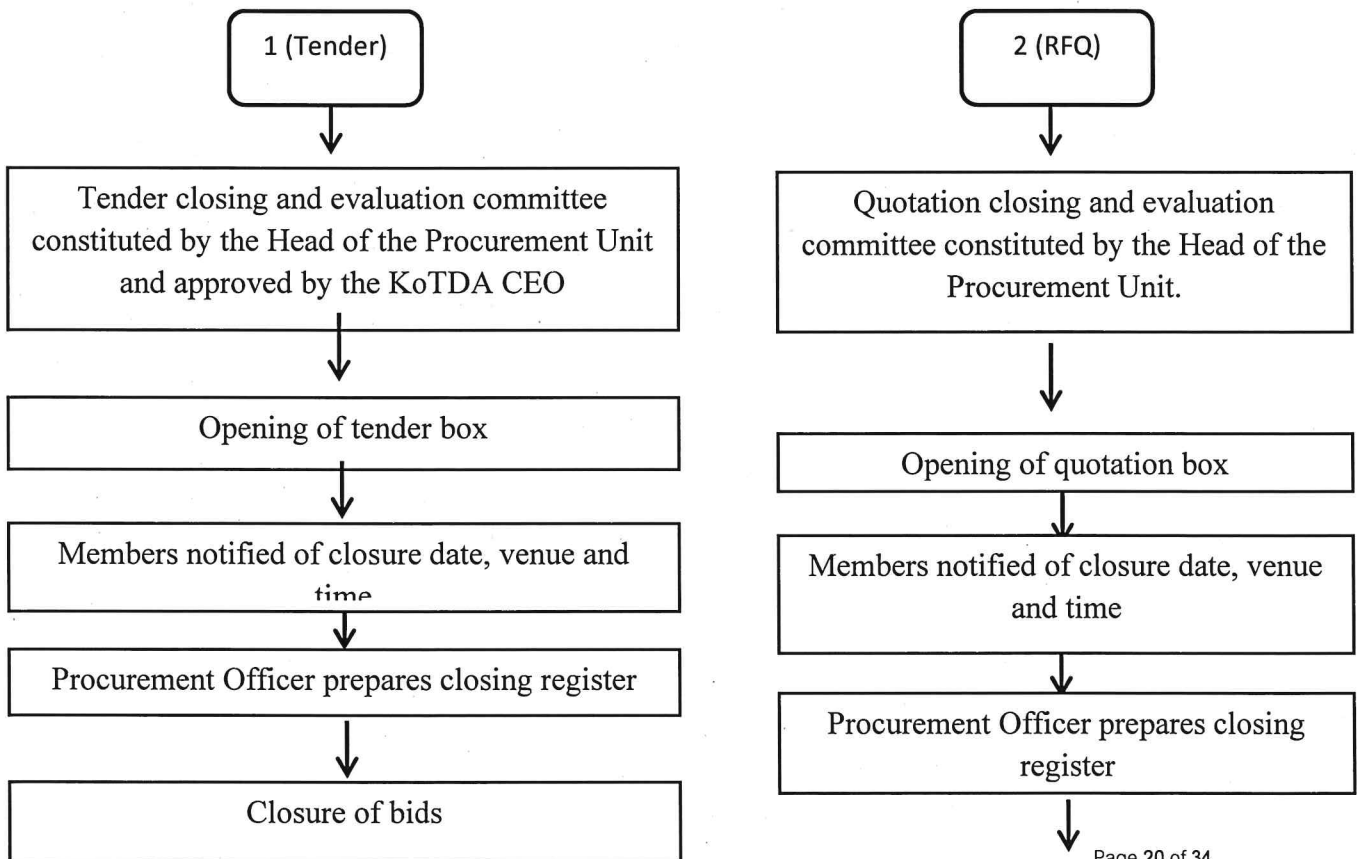 1 (Tender)
Tender closing and evaluation committee
constituted by the Head of the Procurement Unit
and approved by the KoTDA CEO
Opening of tender box
Members notified of closure date, venue and
time
Procurement Officer prepares closing register
Closure of bids
2 (RFQ)
Quotation closing and evaluation
committee constituted by the Head of the
Procurement Unit.
Opening of quotation box
Members notified of closure date, venue
and time
Procurement Officer prepares closing
register
Page 20 of 34